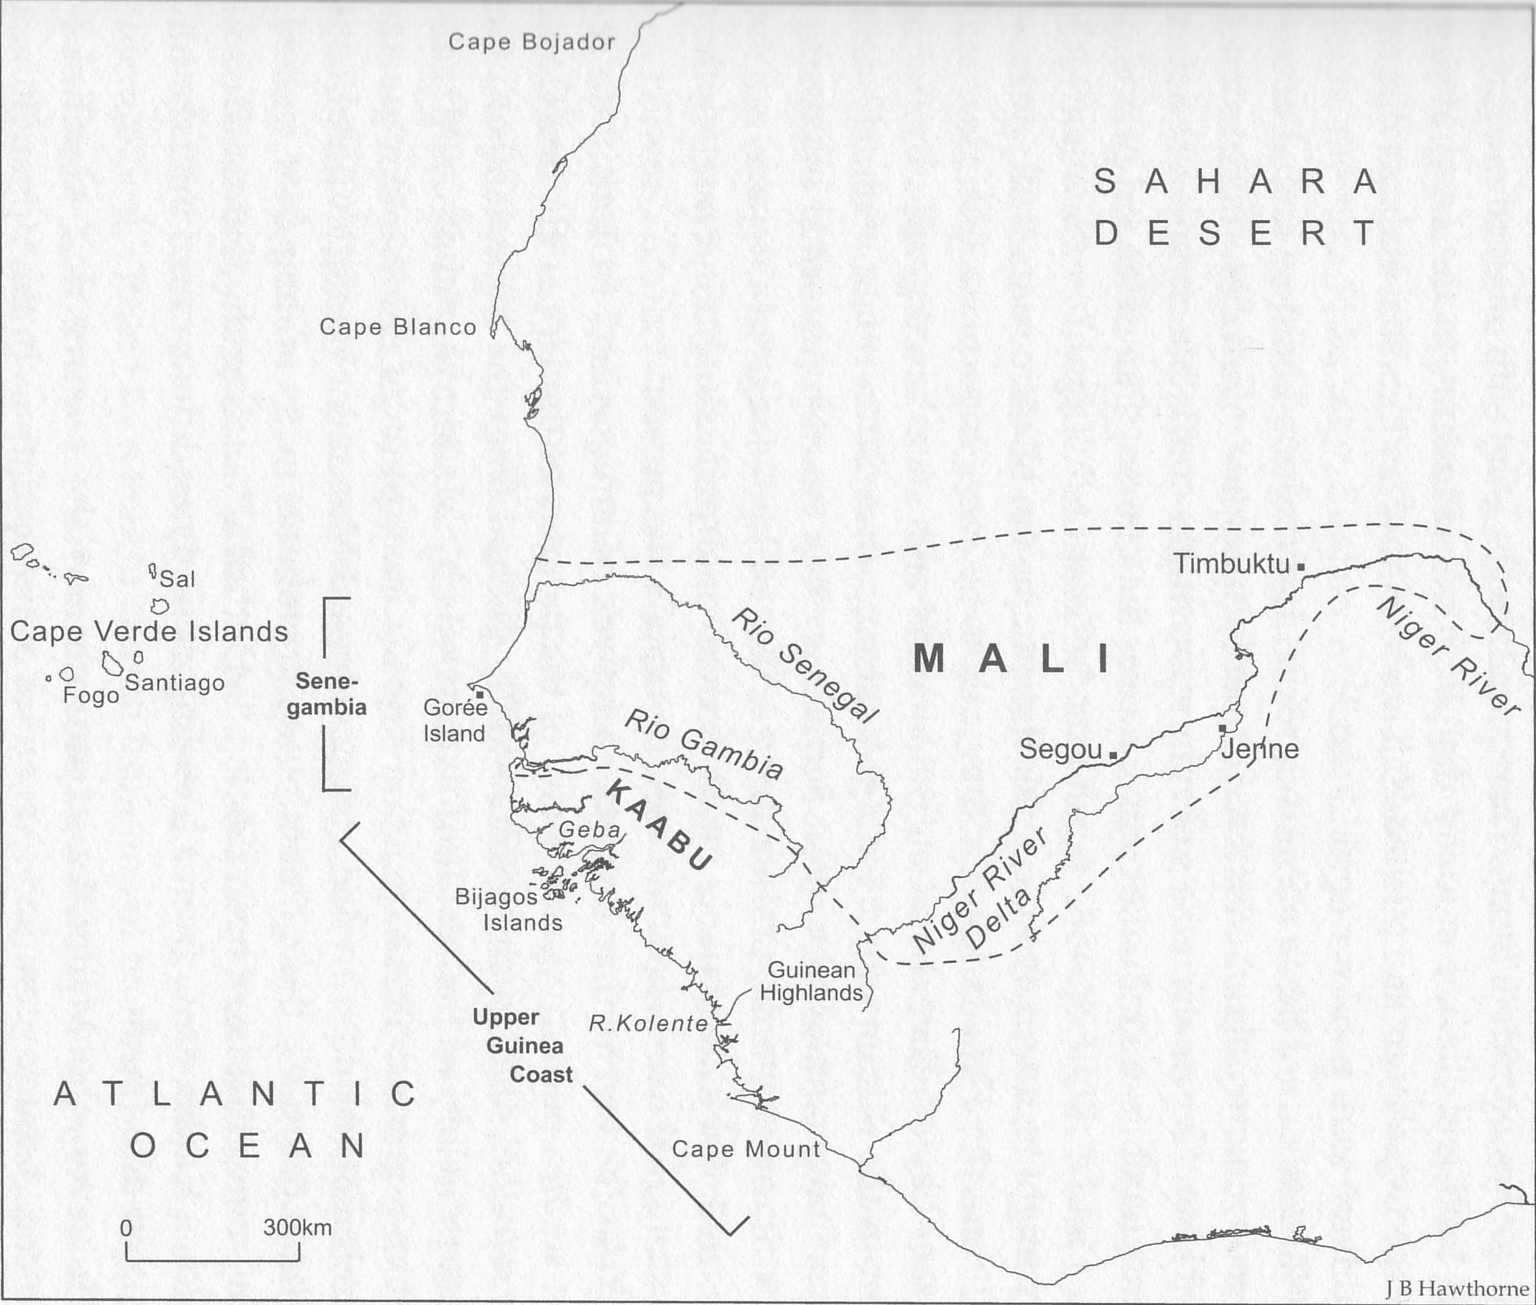 Cape Bojador
SAHARA
DESERT
Cape Blanco
Timbuktu
Sal
Cape Verde Islands
Santiago
Fogo
Sene-
gambia
Gorée
Island
Rio Senegal
MALI
Niger River
Rio Gambia
Segou
Jenne
KAABU
Geba
Bijagos
Islands
Niger River
Delta
Guinean
Highlands
R.Kolente
Upper
Guinea
Coast
ATLANTIC
OCEAN
Cape Mount
0 300km
J B Hawthorne